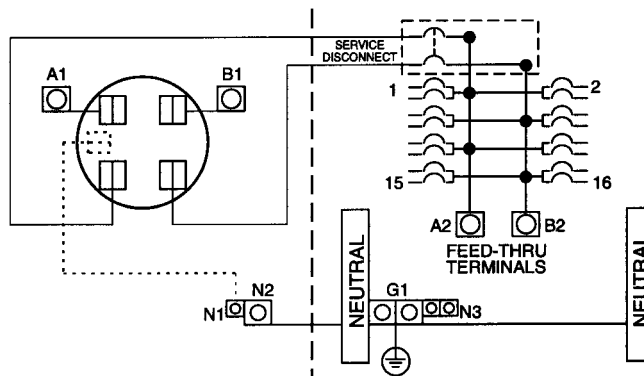 SERVICE
DISCONNECT
A1
B1
1
2
15
16
A2
B2
FEED-THRU
TERMINALS
NEUTRAL
G1
N1
N2
N3
NEUTRAL